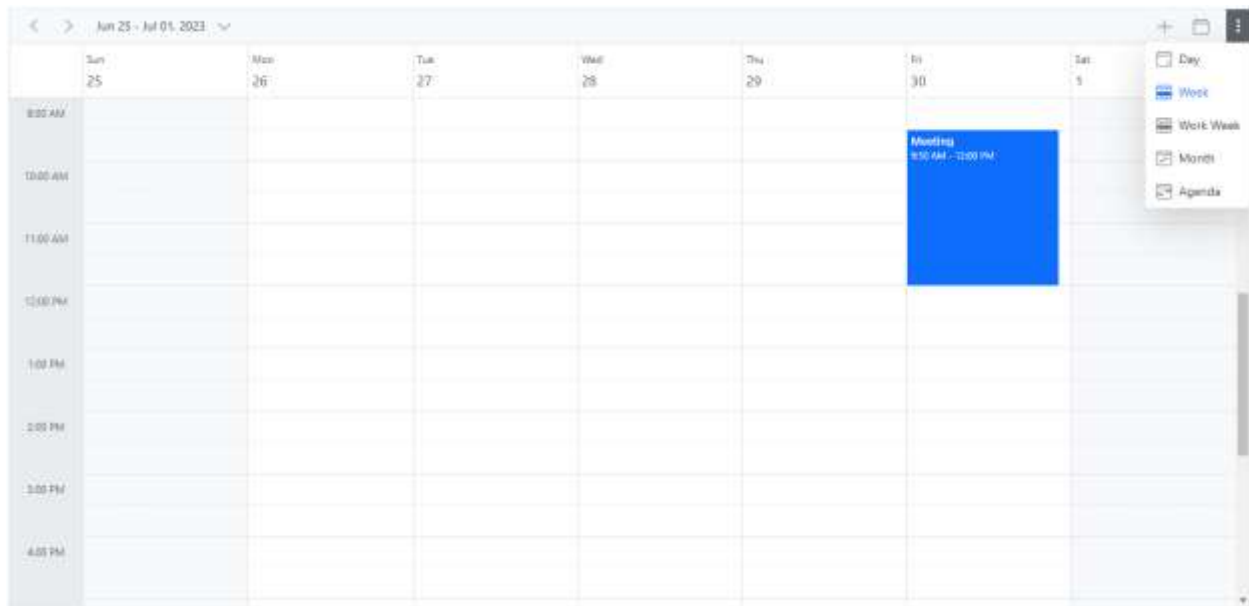 Jun 25 - Jul 01, 2023
Sun
25
Mon
26
Tue
27
Wed
28
Thu
29
Fri
30
Sat
1
Day
Week
Work Week
Month
Agenda
9:00 AM
Meeting
9:30 AM - 12:00 PM
10:00 AM
11:00 AM
12:00 PM
1:00 PM
2:00 PM
3:00 PM
4:00 PM